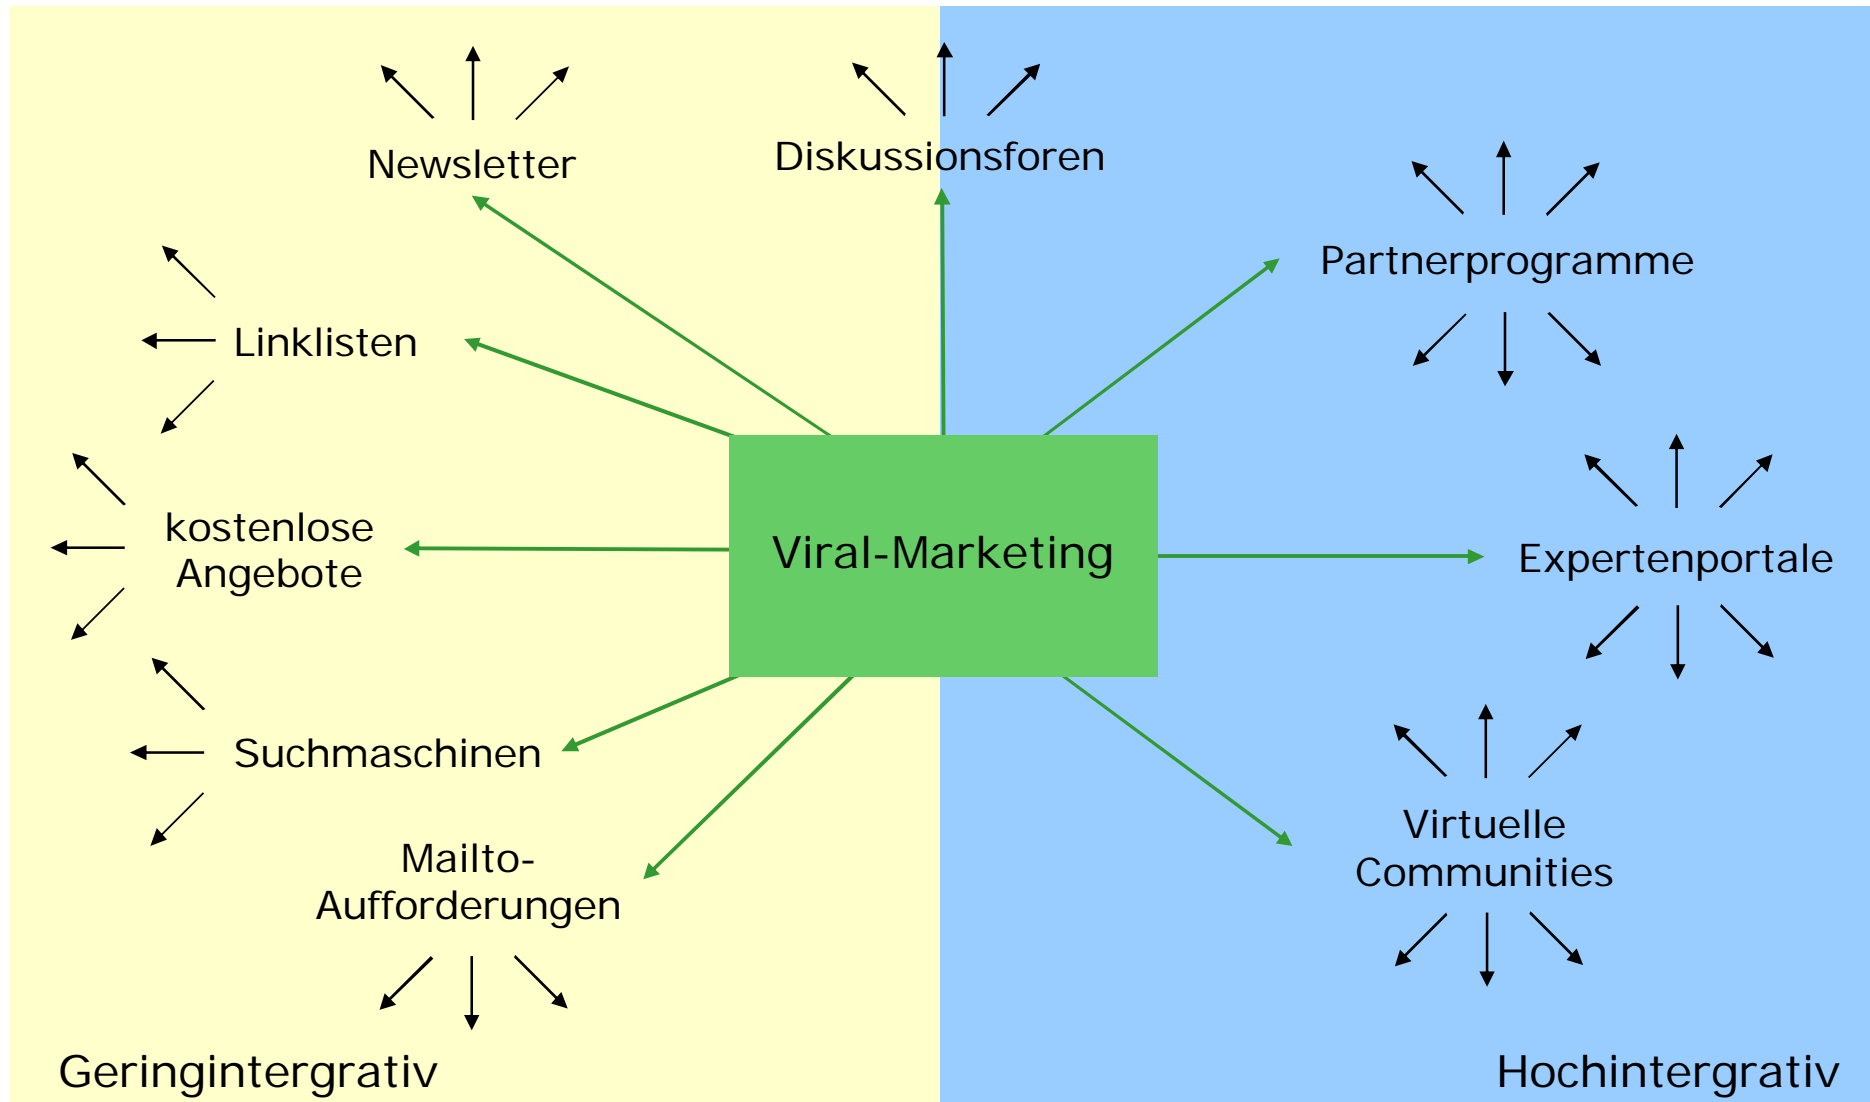 Newsletter
Diskussionsforen
Partnerprogramme
Linklisten
kostenlose
Angebote
Viral-Marketing
Expertenportale
Suchmaschinen
Virtuelle
Communities
Mailto-
Aufforderungen
Geringintergrativ
Hochintergrativ